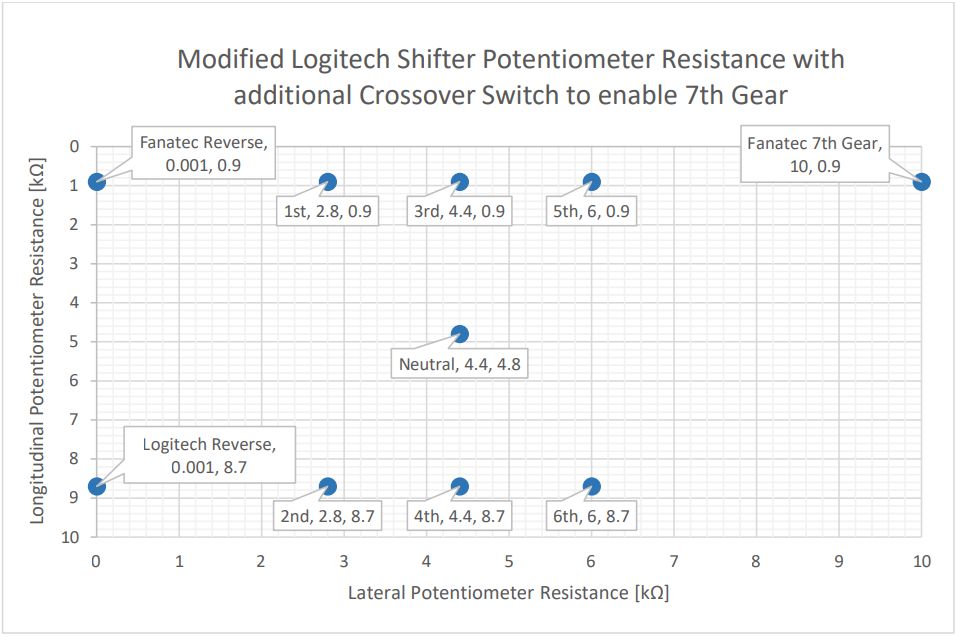 Modified Logitech Shifter Potentiometer Resistance with
additional Crossover Switch to enable 7th Gear
Longitudinal Potentiometer Resistance [kΩ]
0
1
2
3
4
5
6
7
8
9
10
Fanatec Reverse,
0.001, 0.9
Fanatec 7th Gear,
10, 0.9
1st, 2.8, 0.9
3rd, 4.4, 0.9
5th, 6, 0.9
Neutral, 4.4, 4.8
Logitech Reverse,
0.001, 8.7
2nd, 2.8, 8.7
4th, 4.4, 8.7
6th, 6, 8.7
0 1 2 3 4 5 6 7 8 9 10
Lateral Potentiometer Resistance [kΩ]